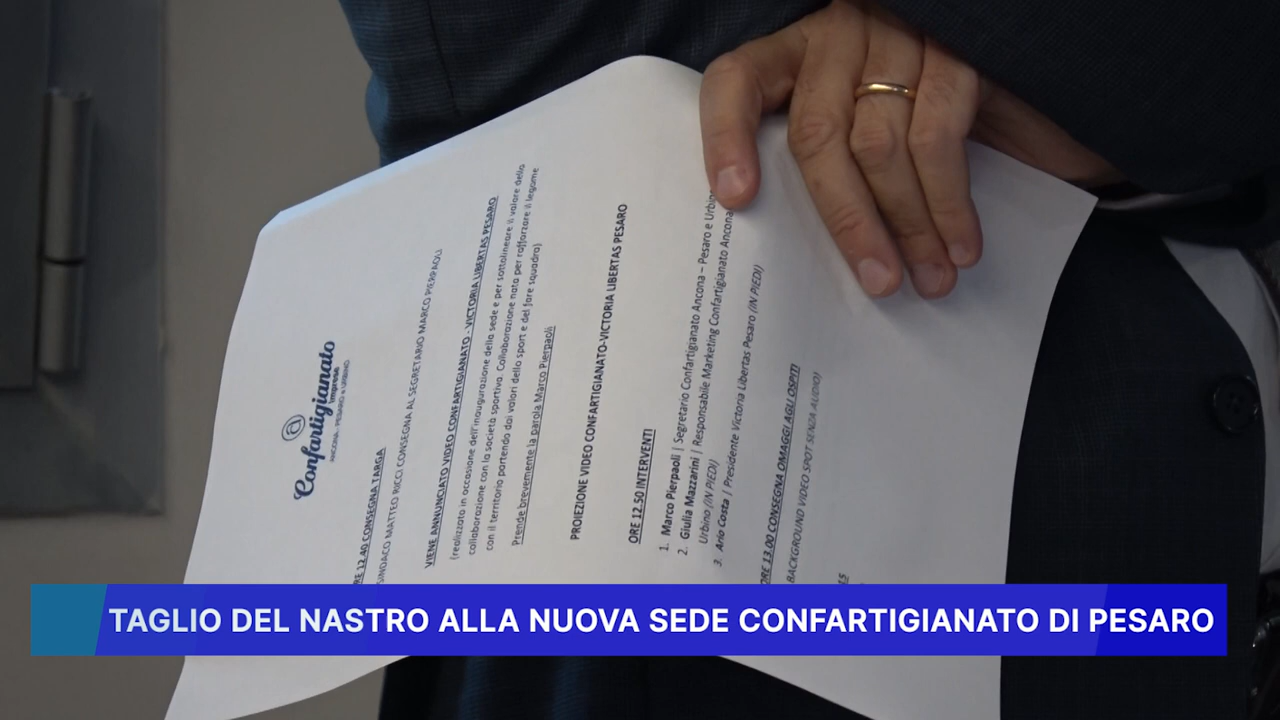 Confartigianato
Imprese
ANCONA - PESARO e URBINO
ORE 12.40 CONSEGNA TARGA
SINDACO MATTEO RICCI CONSEGNA AL SEGRETARIO MARCO PIERPAOLI
VIENE ANNUNCIATO VIDEO CONFARTIGIANATO - VICTORIA LIBERTAS PESARO
(realizzato in occasione dell'inaugurazione della sede e per sottolineare il valore della
collaborazione con la società sportiva. Collaborazione nata per rafforzare il legame
con il territorio partendo dai valori dello sport e del fare squadra)
Prende brevemente la parola Marco Pierpaoli
PROIEZIONE VIDEO CONFARTIGIANATO-VICTORIA LIBERTAS PESARO
ORE 12.50 INTERVENTI
1. Marco Pierpaoli | Segretario Confartigianato Ancona – Pesaro e Urbino
2. Giulia Mazzarini | Responsabile Marketing Confartigianato Ancona
Urbino (IN PIEDI)
3. Ario Costa | Presidente Victoria Libertas Pesaro (IN PIEDI)
ORE 13.00 CONSEGNA OMAGGI AGLI OSPITI
BACKGROUND VIDEO SPOT SENZA AUDIO)
TAGLIO DEL NASTRO ALLA NUOVA SEDE CONFARTIGIANATO DI PESARO